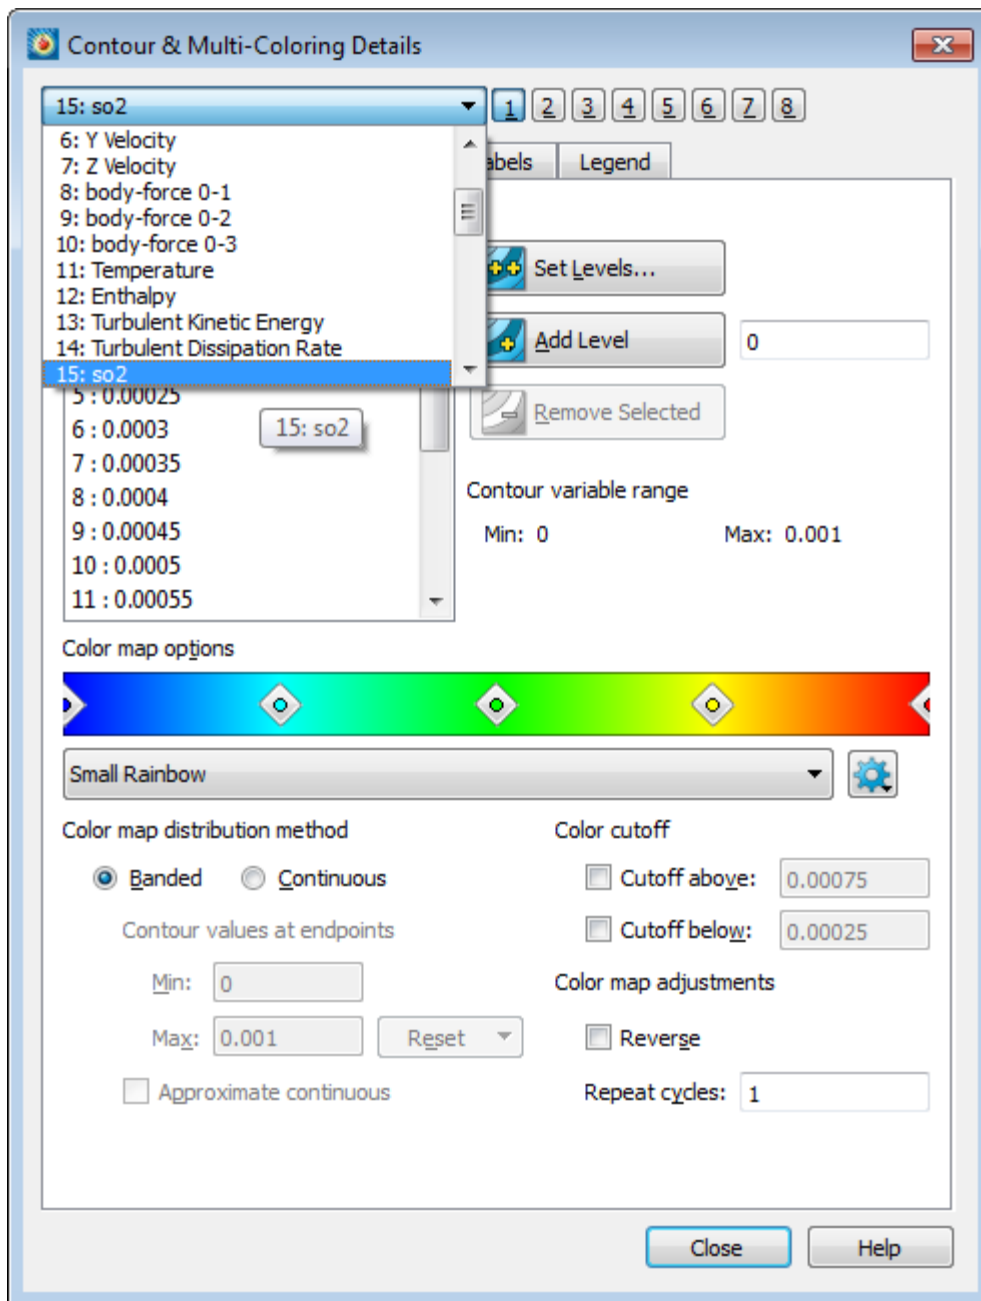 Contour & Multi-Coloring Details
15: so2
1 2 3 4 5 6 7 8
6: Y Velocity
7: Z Velocity
8: body-force 0-1
9: body-force 0-2
10: body-force 0-3
11: Temperature
12: Enthalpy
13: Turbulent Kinetic Energy
14: Turbulent Dissipation Rate
15: so2
Legend
Set Levels...
Add Level
0
Remove Selected
5 : 0.00025
6 : 0.0003
7 : 0.00035
8 : 0.0004
9 : 0.00045
10 : 0.0005
11 : 0.00055
15: so2
Contour variable range
Min: 0
Max: 0.001
Color map options
Small Rainbow
Color map distribution method
Banded
Continuous
Contour values at endpoints
Min: 0
Max: 0.001
Reset
Approximate continuous
Color cutoff
Cutoff above: 0.00075
Cutoff below: 0.00025
Color map adjustments
Reverse
Repeat cycles: 1
Close
Help